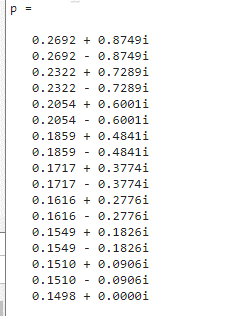 p =
0.2692 + 0.8749i
0.2692 - 0.8749i
0.2322 + 0.7289i
0.2322 - 0.7289i
0.2054 + 0.6001i
0.2054 - 0.6001i
0.1859 + 0.4841i
0.1859 - 0.4841i
0.1717 + 0.3774i
0.1717 - 0.3774i
0.1616 + 0.2776i
0.1616 - 0.2776i
0.1549 + 0.1826i
0.1549 - 0.1826i
0.1510 + 0.0906i
0.1510 - 0.0906i
0.1498 + 0.0000i